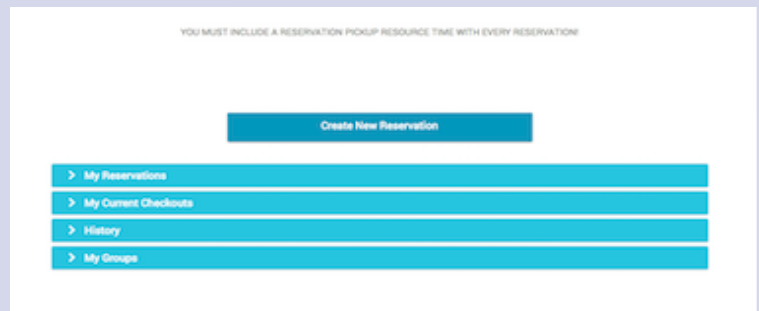 YOU MUST INCLUDE A RESERVATION PICKUP RESOURCE TIME WITH EVERY RESERVATION!
Create New Reservation
My Reservations
My Current Checkouts
History
My Groups